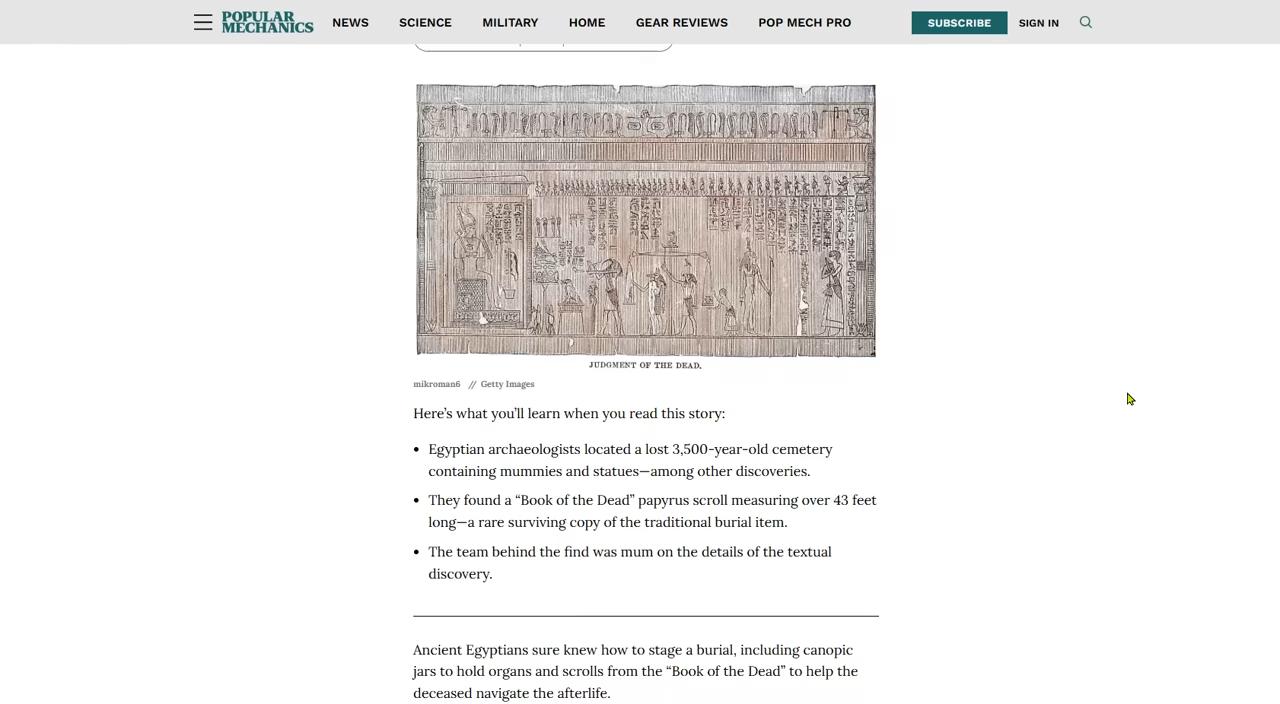 POPULAR
MECHANICS
NEWS
SCIENCE
MILITARY
HOME
GEAR REVIEWS
POP MECH PRO
SUBSCRIBE
SIGN IN
JUDGMENT OF THE DEAD.
mikroman6 // Getty Images
Here’s what you’ll learn when you read this story:
• Egyptian archaeologists located a lost 3,500-year-old cemetery
containing mummies and statues—among other discoveries.
• They found a “Book of the Dead” papyrus scroll measuring over 43 feet
long—a rare surviving copy of the traditional burial item.
• The team behind the find was mum on the details of the textual
discovery.
Ancient Egyptians sure knew how to stage a burial, including canopic
jars to hold organs and scrolls from the “Book of the Dead” to help the
deceased navigate the afterlife.